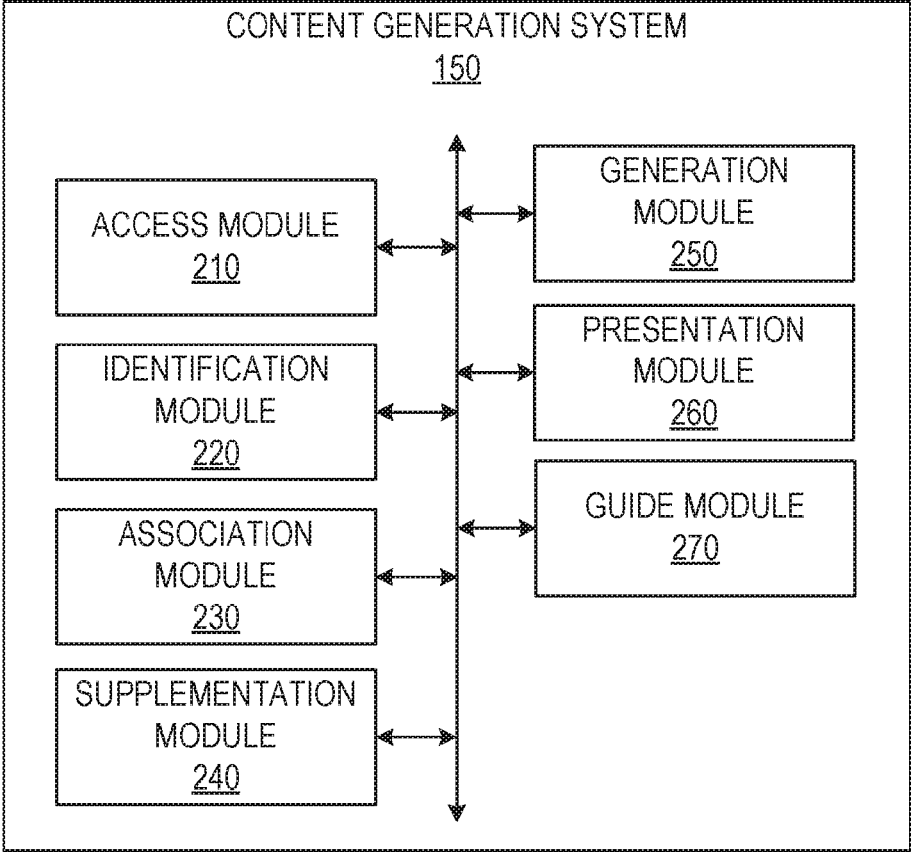 CONTENT GENERATION SYSTEM
150
ACCESS MODULE
210
IDENTIFICATION
MODULE
220
ASSOCIATION
MODULE
230
SUPPLEMENTATION
MODULE
240
GENERATION
MODULE
250
PRESENTATION
MODULE
260
GUIDE MODULE
270